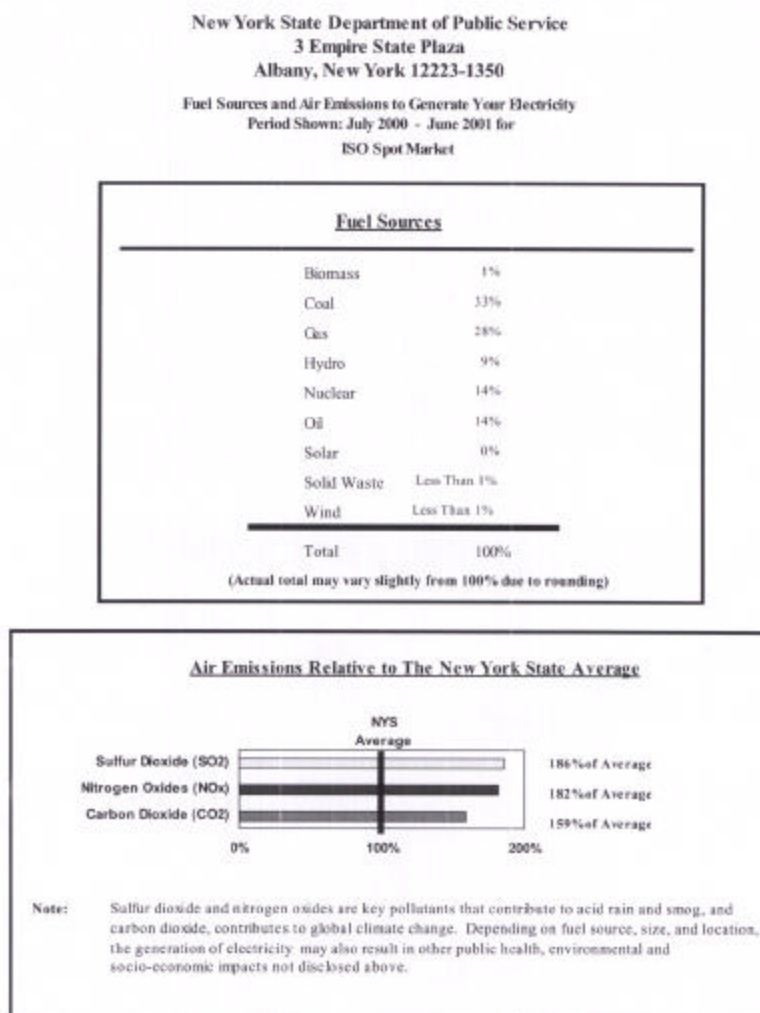 New York State Department of Public Service
3 Empire State Plaza
Albany, New York 12223-1350
Fuel Sources and Air Emissions to Generate Your Electricity
Period Shown: July 2000 - June 2001 for
ISO Spot Market
Fuel Sources
Biomass 1%
Coal 33%
Gas 28%
Hydro 9%
Nuclear 14%
Oil 14%
Solar 0%
Solid Waste Less Than 1%
Wind Less Than 1%
Total 100%
(Actual total may vary slightly from 100% due to rounding)
Air Emissions Relative to The New York State Average
NYS
Average
Sulfur Dioxide (SO2) 186%of Average
Nitrogen Oxides (NOx) 182%of Average
Carbon Dioxide (CO2) 159%of Average
0% 100% 200%
Note: Sulfur dioxide and nitrogen oxides are key pollutants that contribute to acid rain and smog, and
carbon dioxide, contributes to global climate change. Depending on fuel source, size, and location,
the generation of electricity may also result in other public health, environmental and
socio-economic impacts not disclosed above.